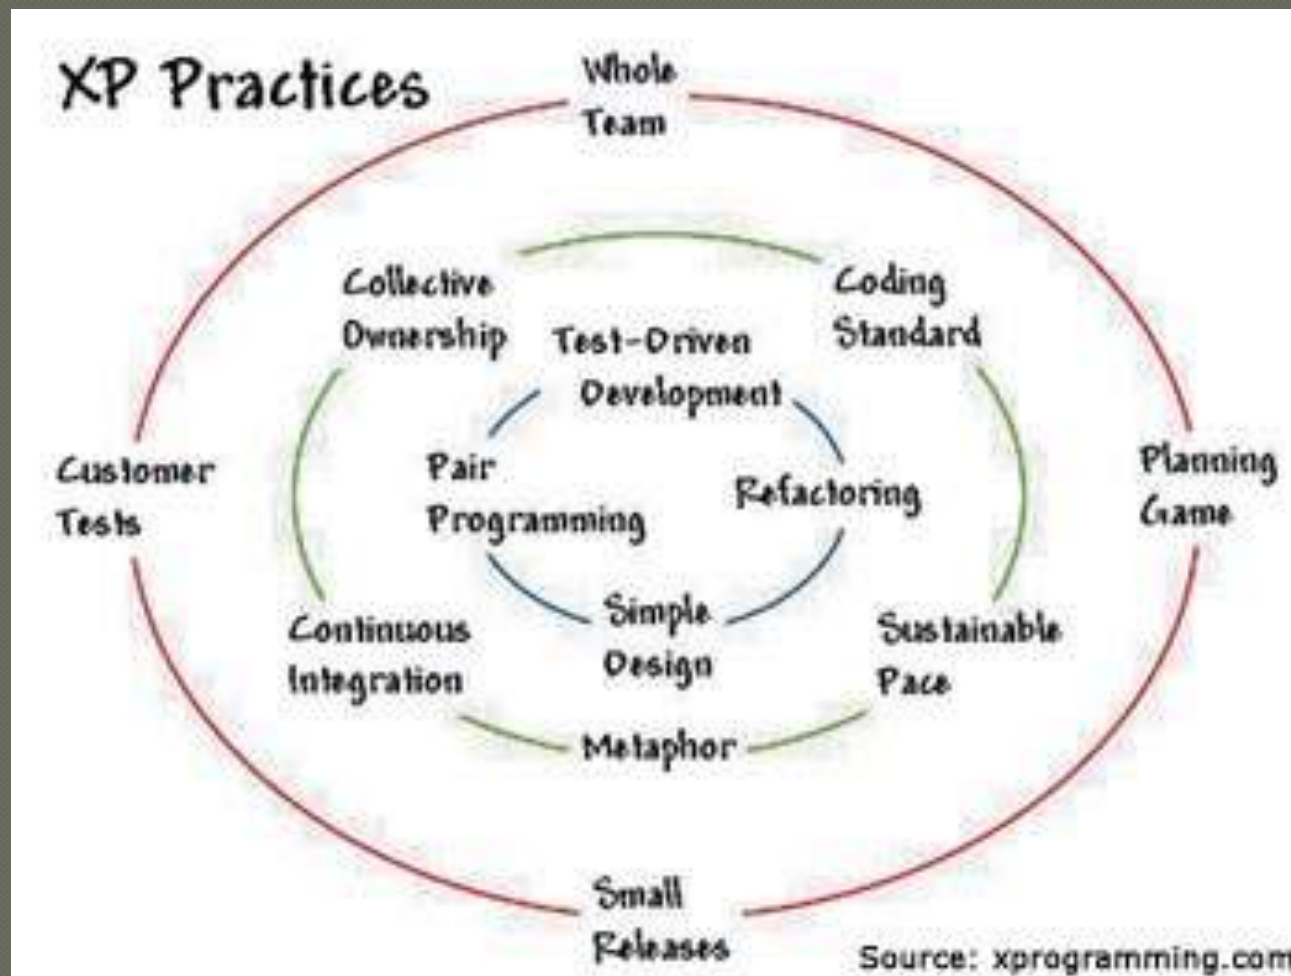 XP Practices
Whole
Team
Collective
Ownership
Coding
Standard
Test-Driven
Development
Customer
Tests
Pair
Programming
Refactoring
Planning
Game
Continuous
Integration
Simple
Design
Sustainable
Pace
Metaphor
Small
Releases
Source: xprogramming.com